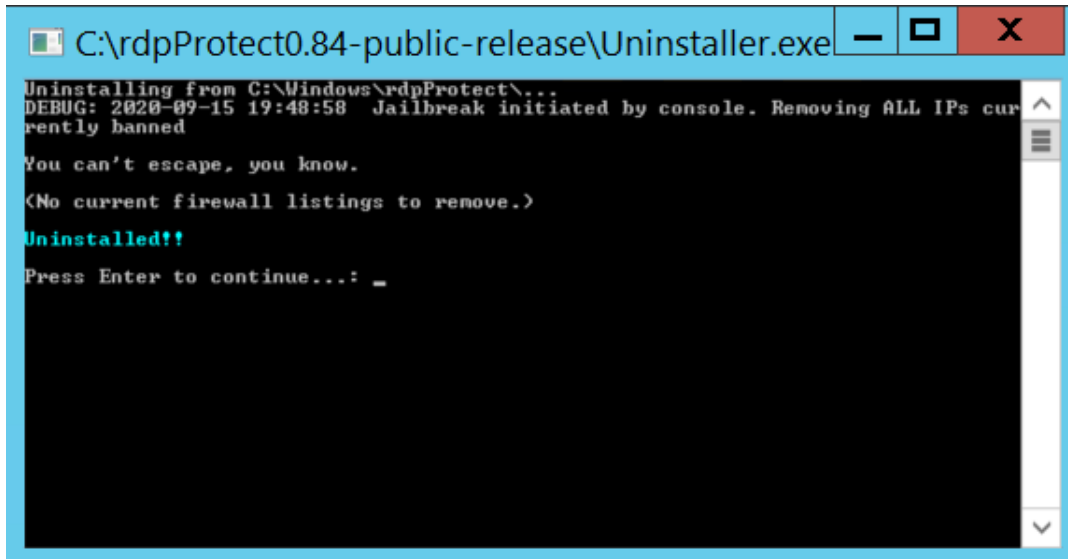 C:\rdpProtect0.84-public-release\Uninstaller.exe
Uninstalling from C:\Windows\rdpProtect\...
DEBUG: 2020-09-15 19:48:58  Jailbreak initiated by console. Removing ALL IPs cur
rently banned
You can't escape, you know.
(No current firewall listings to remove.)
Uninstalled!!
Press Enter to continue...: _